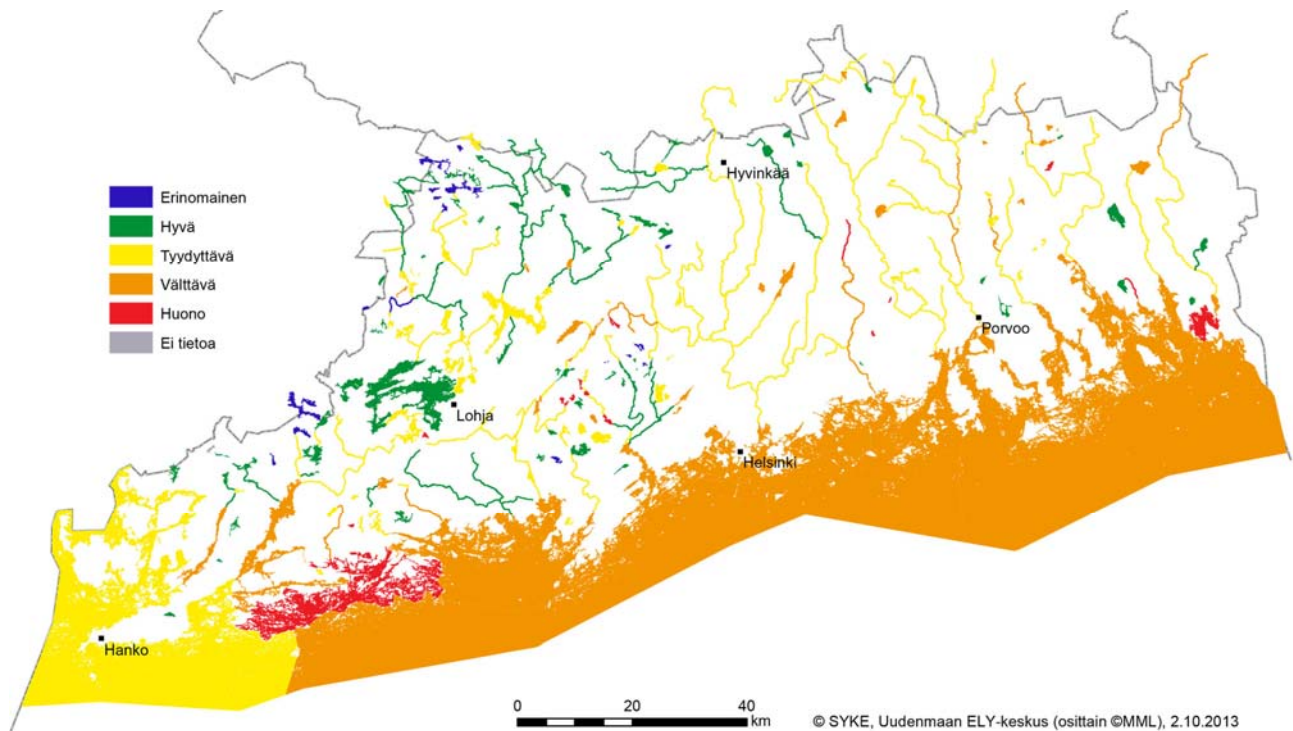 Erinomainen
Hyvä
Tyydyttävä
Välttävä
Huono
Ei tietoa
Hyvinkää
Porvoo
Lohja
Helsinki
Hanko
0 20 40
km
© SYKE, Uudenmaan ELY-keskus (osittain ©MML), 2.10.2013